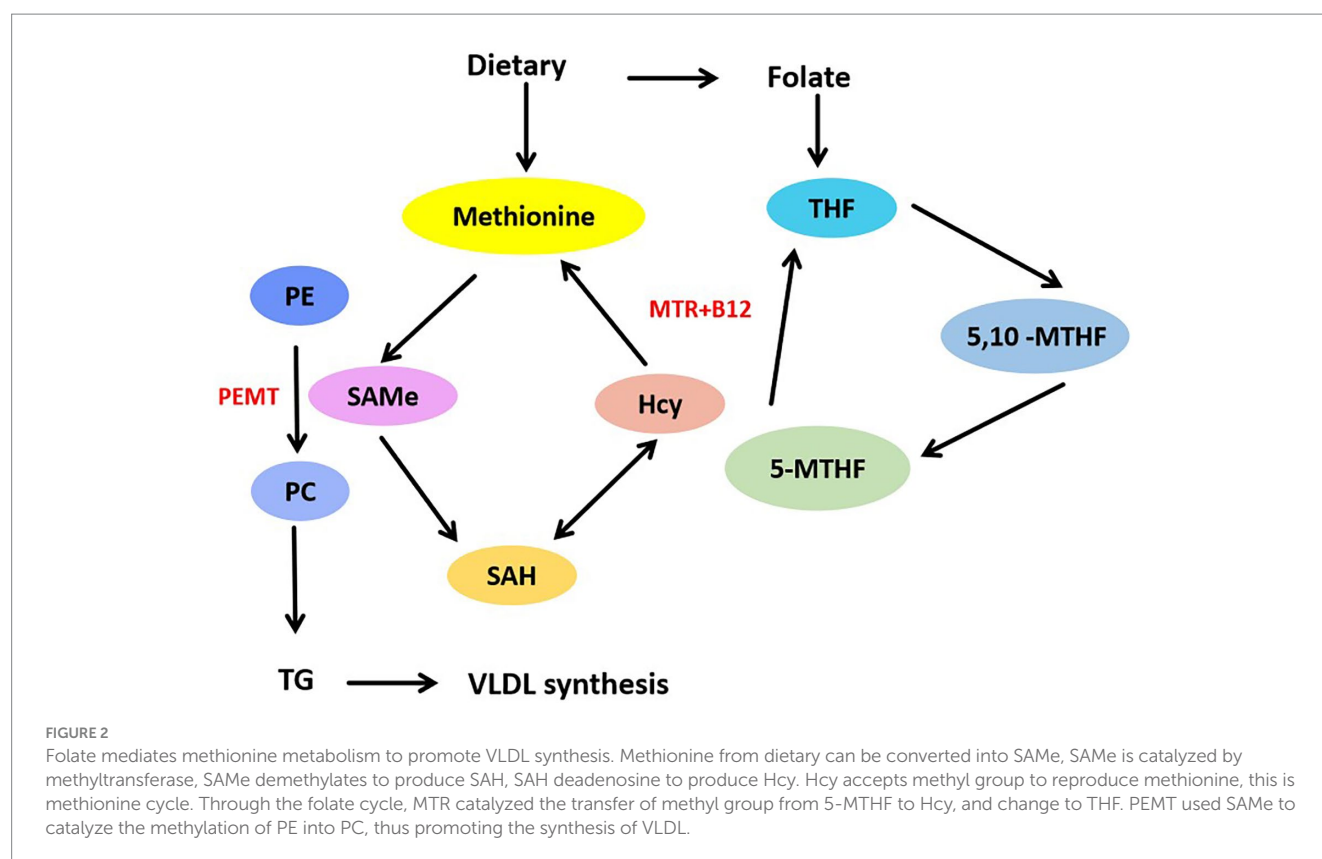 Dietary
Folate
Methionine
THF
PE
MTR+B12
5,10 -MTHF
PEMT
SAMe
Hcy
5-MTHF
PC
SAH
TG
VLDL synthesis
FIGURE 2
Folate mediates methionine metabolism to promote VLDL synthesis. Methionine from dietary can be converted into SAMe, SAMe is catalyzed by
methyltransferase, SAMe demethylates to produce SAH, SAH deadenosine to produce Hcy. Hcy accepts methyl group to reproduce methionine, this is
methionine cycle. Through the folate cycle, MTR catalyzed the transfer of methyl group from 5-MTHF to Hcy, and change to THF. PEMT used SAMe to
catalyze the methylation of PE into PC, thus promoting the synthesis of VLDL.